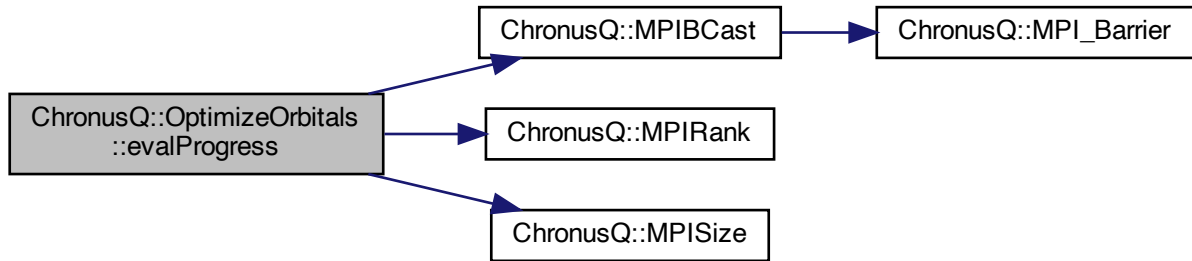 ChronusQ::MPIBCast
ChronusQ::MPI_Barrier
ChronusQ::OptimizeOrbitals
::evalProgress
ChronusQ::MPIRank
ChronusQ::MPISize